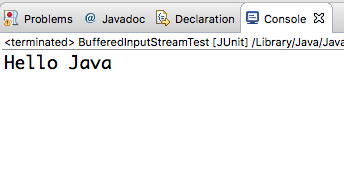 Problems @ Javadoc Declaration Console
<terminated> BufferedInputStreamTest [JUnit] /Library/Java/Java
Hello Java